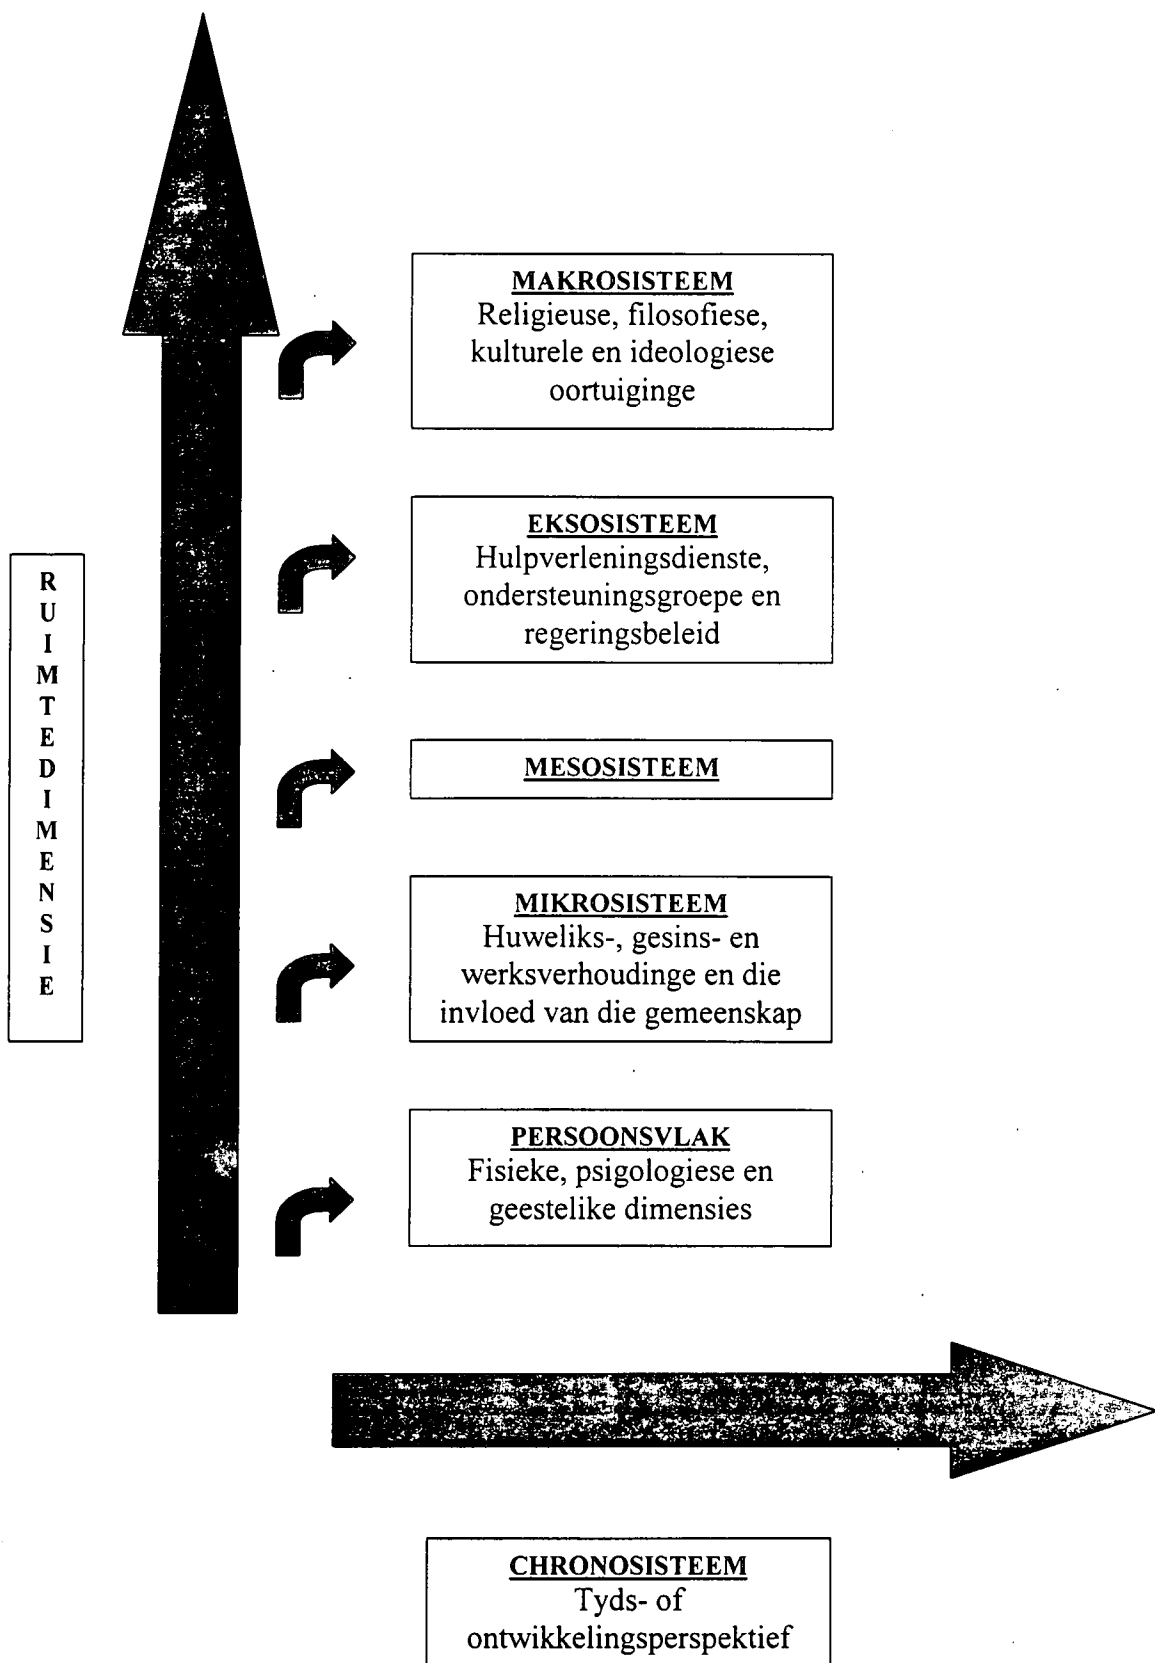 MAKROSISTEEM
Religieuse, filosofiese,
kulturele en ideologiese
oortuiginge
EKSOSISTEEM
Hulpverleningsdienste,
ondersteuningsgroepe en
regeringsbeleid
R
U
I
M
T
E
D
I
M
E
N
S
I
E
MESOSISTEEM
MIKROSISTEEM
Huweliks-, gesins- en
werksverhoudinge en die
invloed van die gemeenskap
PERSOONSVLAK
Fisieke, psigologiese en
geestelike dimensies
CHRONOSISTEEM
Tyds- of
ontwikkelingsperspektief